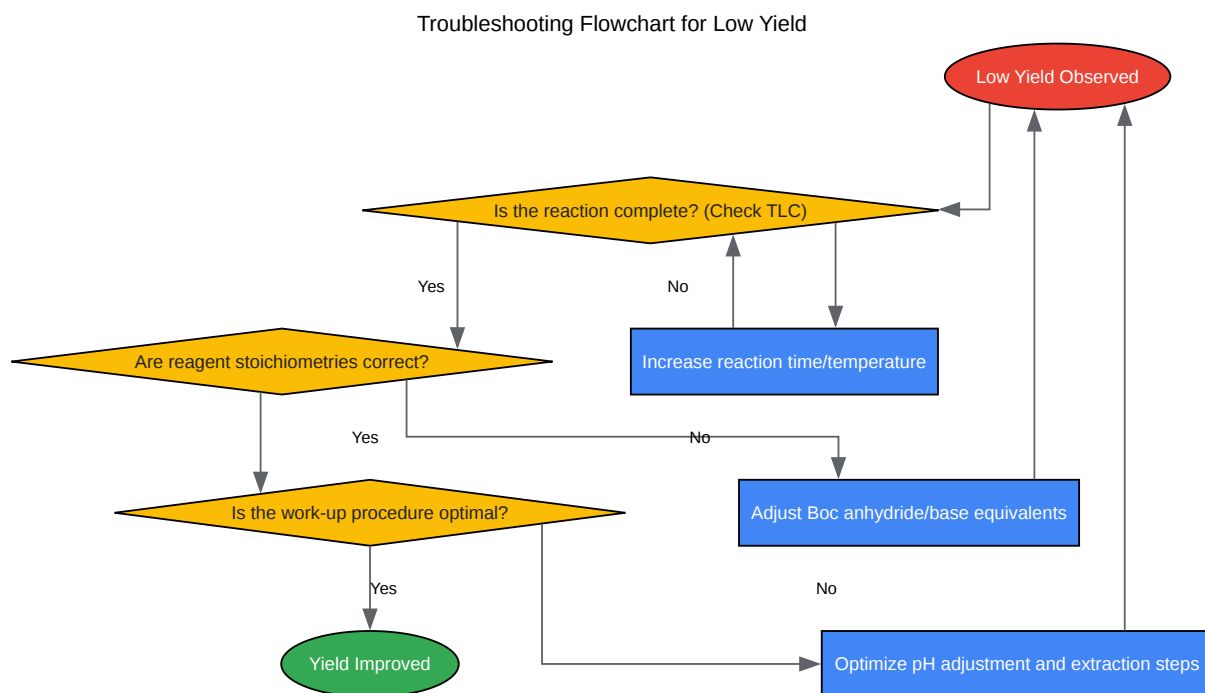 Troubleshooting Flowchart for Low Yield
Low Yield Observed
Is the reaction complete? (Check TLC)
Yes
No
Are reagent stoichiometries correct?
Increase reaction time/temperature
Yes
No
Is the work-up procedure optimal?
Adjust Boc anhydride/base equivalents
Yes
No
Yield Improved
Optimize pH adjustment and extraction steps